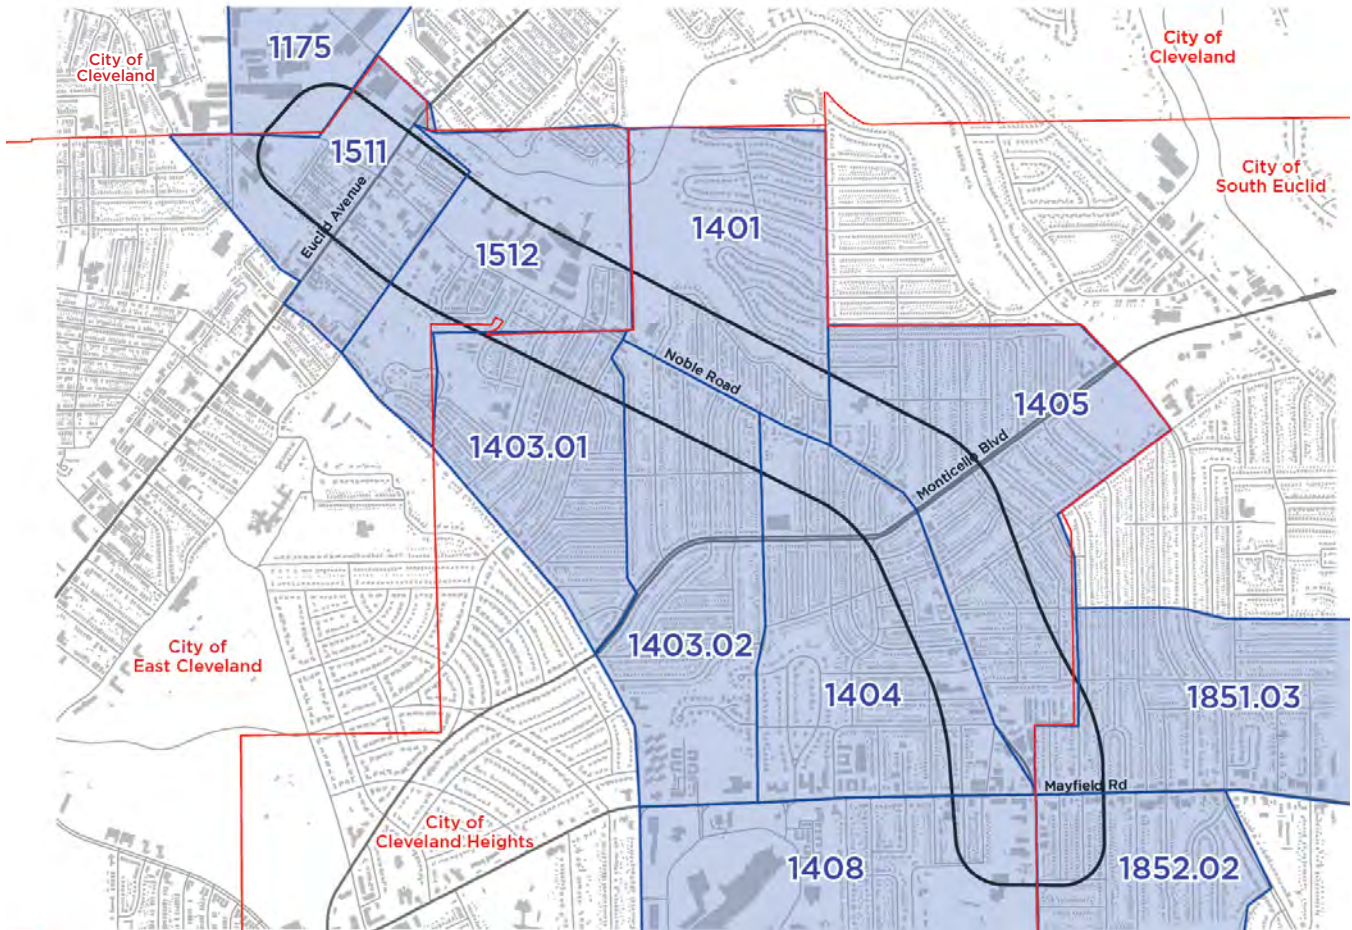 1175
City of
Cleveland
City of
Cleveland
1511
City of
South Euclid
Euclid Avenue
1401
1512
Noble Road
1405
1403.01
Monticello Blvd
City of
East Cleveland
1403.02
1404
1851.03
Mayfield Rd
City of
Cleveland Heights
1408
1852.02